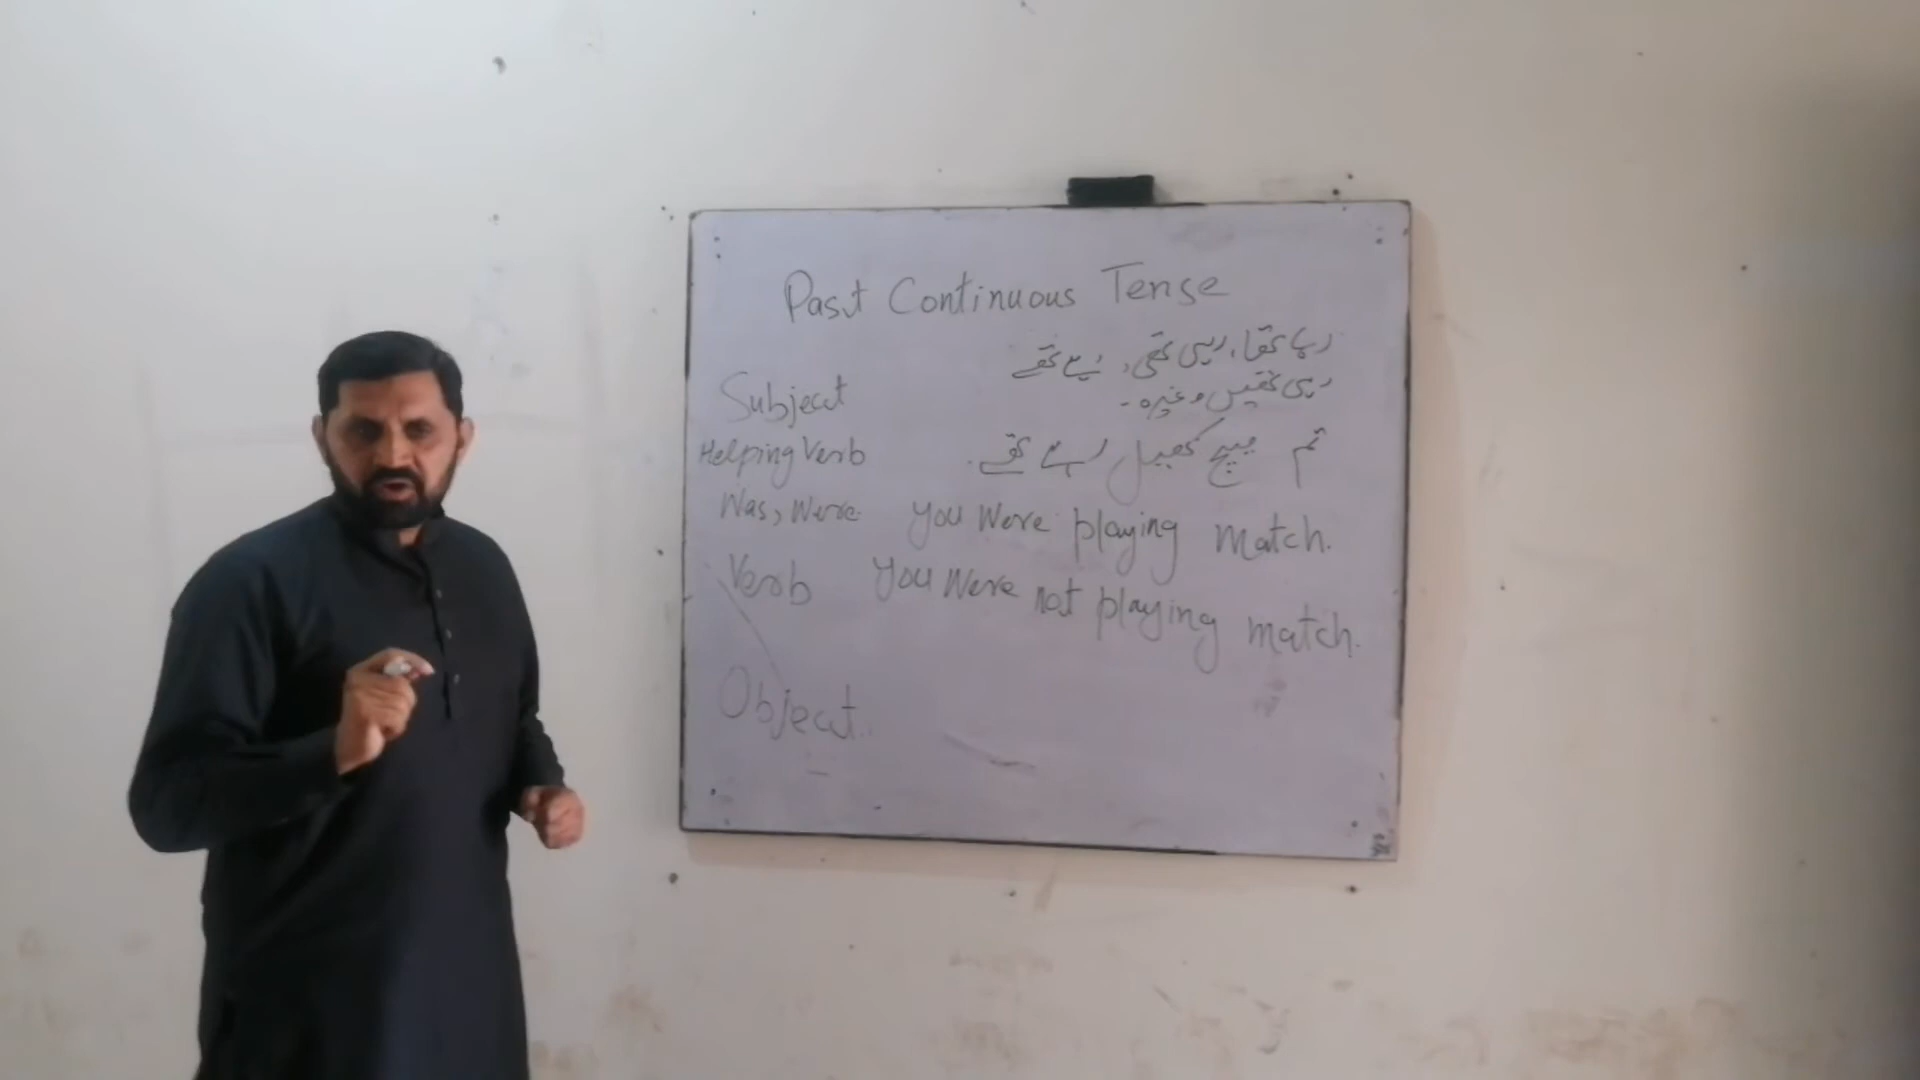 Past Continuous Tense
رہا تھا، رہی تھی، رہے تھے
رہی تھیں وغیرہ۔
Subject
Helping Verb
تم میچ کھیل رہے تھے۔
Was, Were
You Were playing match.
Verb
You Were not playing match.
Object.